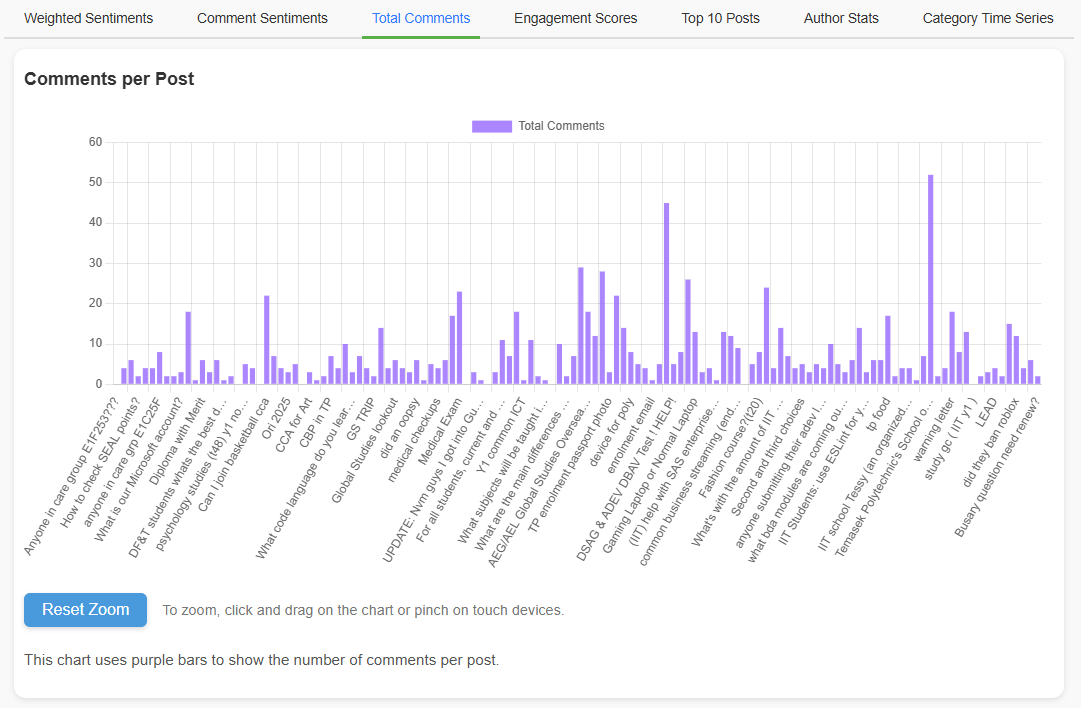 Weighted Sentiments
Comment Sentiments
Total Comments
Engagement Scores
Top 10 Posts
Author Stats
Category Time Series
Comments per Post
Total Comments
60
50
40
30
20
10
0
Anyone in care group E1F253???
How to check SEAL points?
anyone in care grp E1C25F
What is our Microsoft account?
Diploma with Merit
DF&T students whats the best d...
psychology studies (t48) y1 no...
Can I join basketball cca
Ori 2025
CCA for Art
CBP in TP
What code language do you lear...
GS TRIP
Global Studies lookout
did an oopsy
medical checkups
Medical Exam
UPDATE: Nvm guys I got into Gu...
For all students, current and ...
Y1 common ICT
What subjects will be taught i...
What are the main differences ...
AEG/AEL Global Studies Oversea...
TP enrolment passport photo
device for poly
enrolment email
DSAG & ADEV DBAV Test ! HELP!
Gaming Laptop or Normal Laptop
(IIT) help with SAS enterprise...
common business streaming (end...
Fashion course?(t20)
What's with the amount of IIT ...
Second and third choices
anyone submitting their adev l...
what bda modules are coming ou...
IIT Students: use ESLint for y...
tp food
IIT school Tessy (an organized...
Temasek Polytechnic's School o...
warning letter
study gc ( IIT y1 )
LEAD
did they ban roblox
Busary question need renew?
Reset Zoom
To zoom, click and drag on the chart or pinch on touch devices.
This chart uses purple bars to show the number of comments per post.